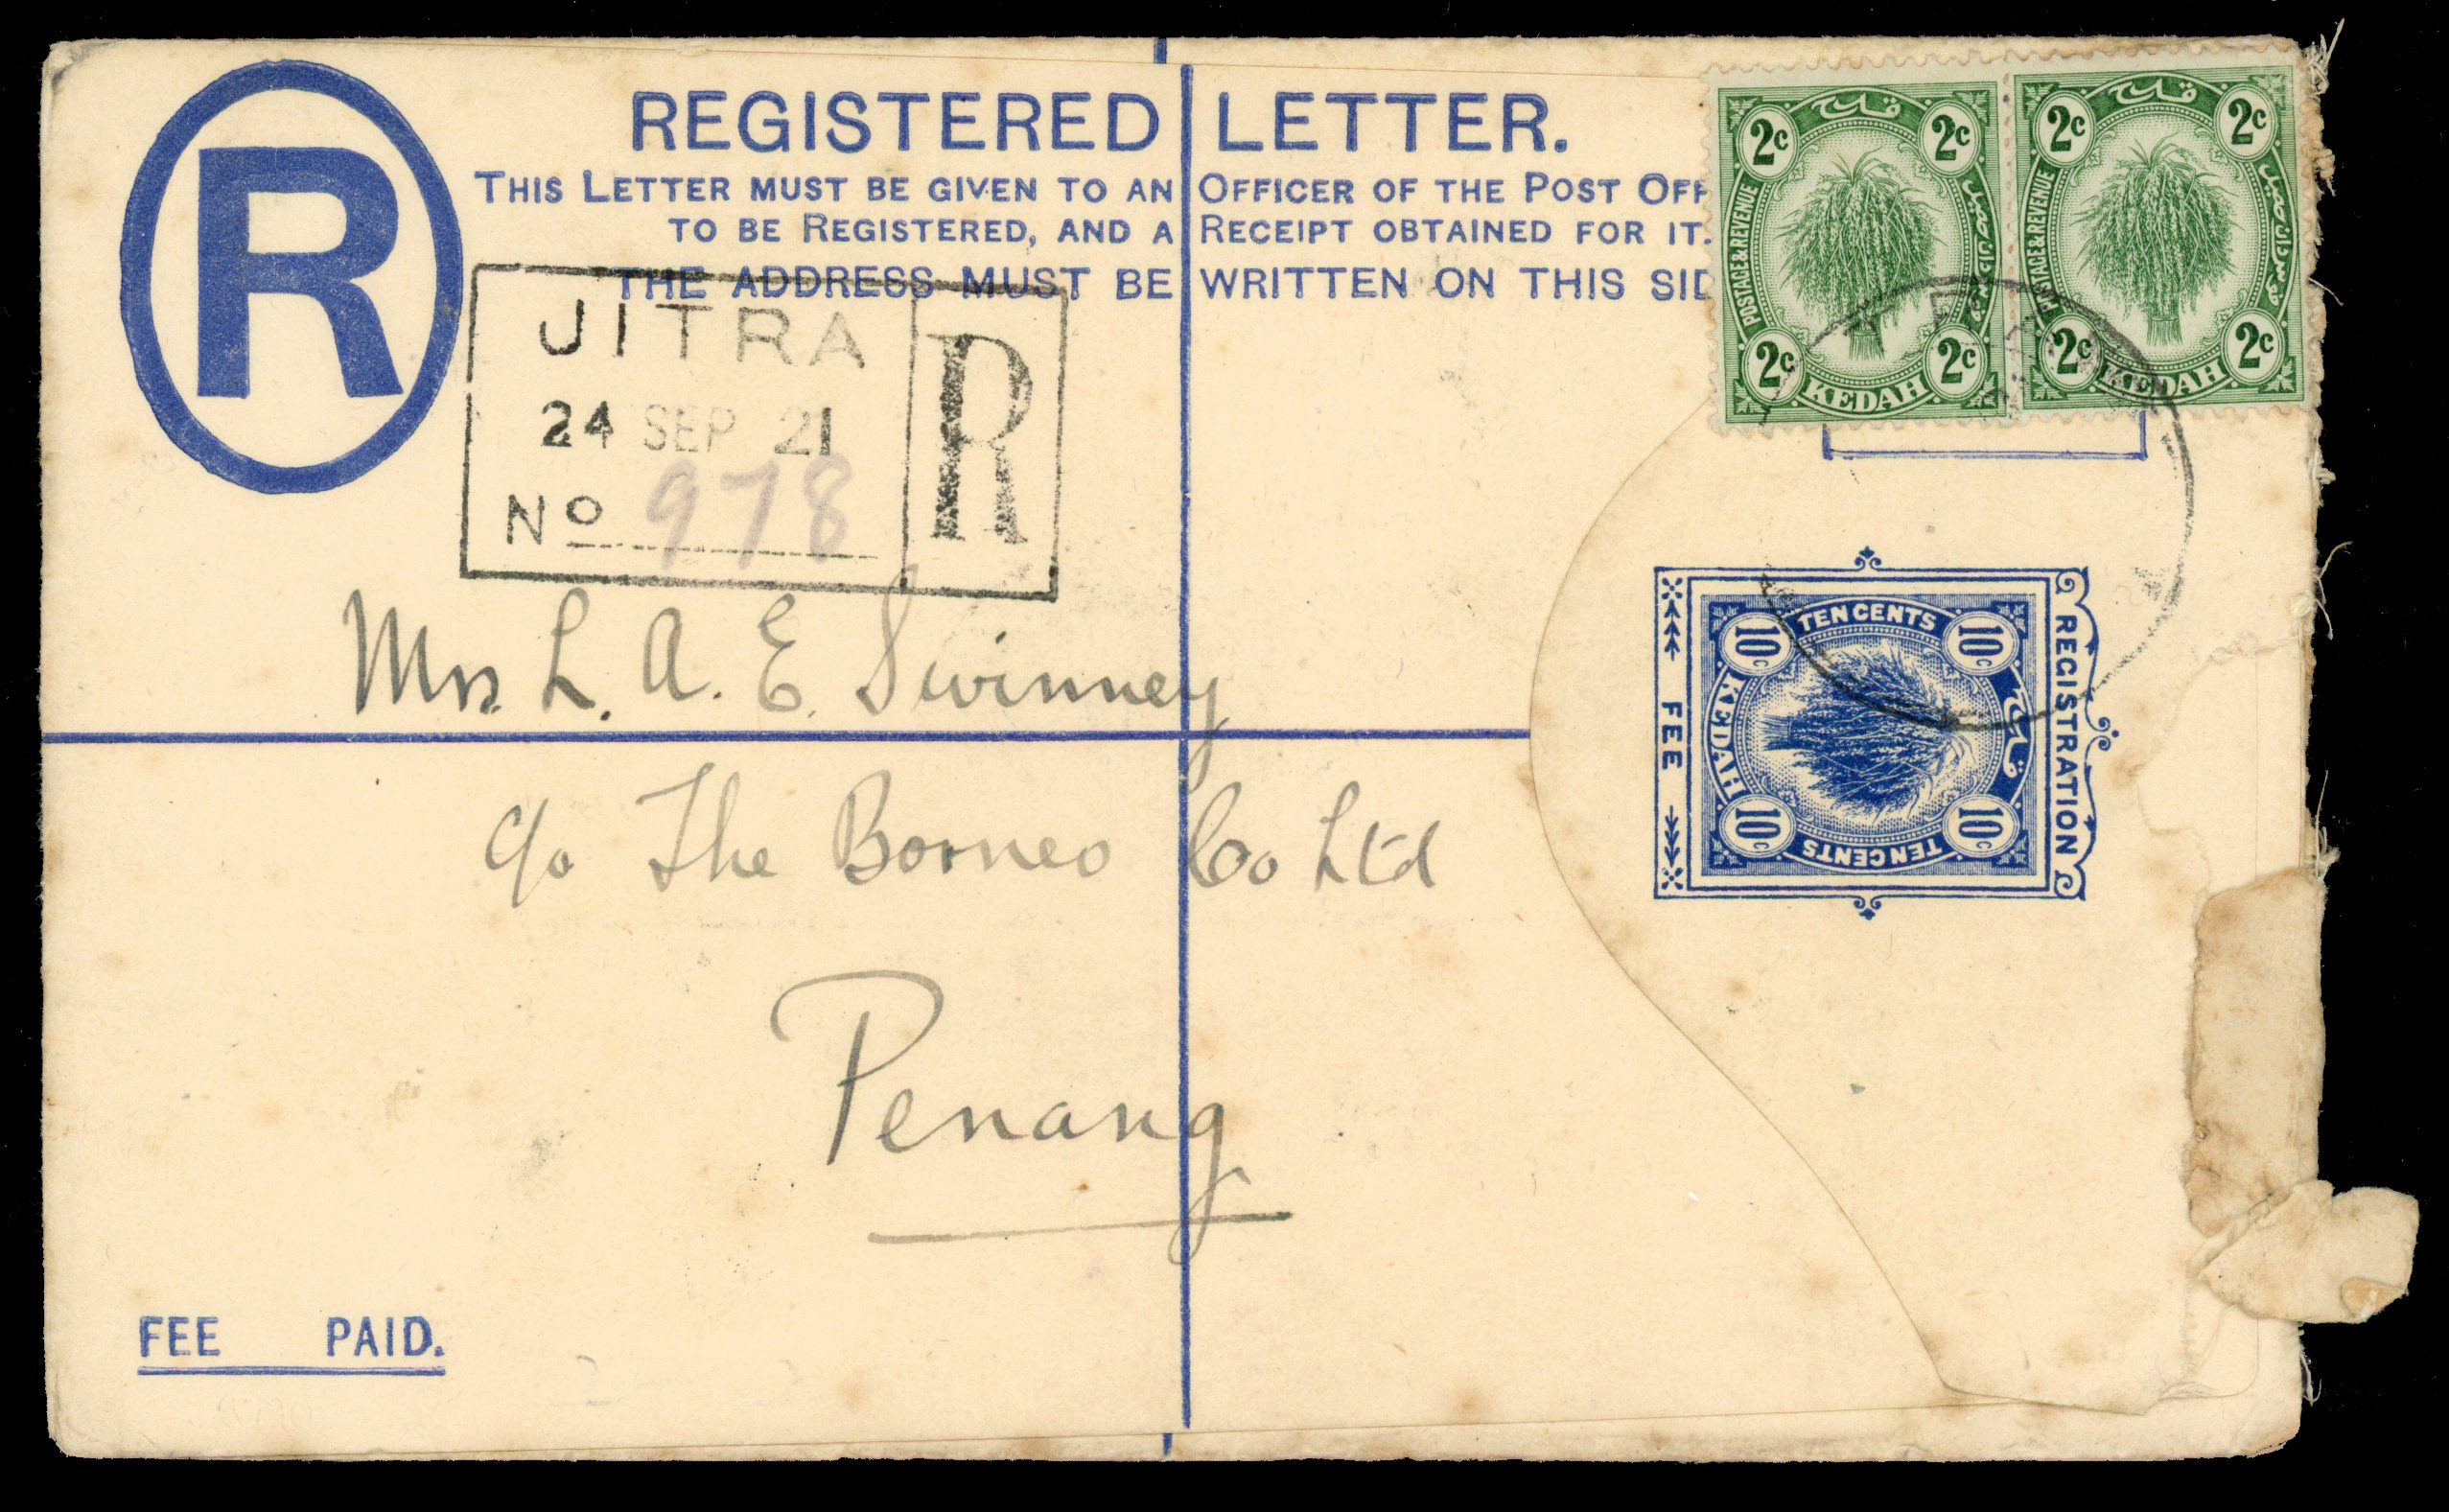 R
REGISTERED LETTER.
THIS LETTER MUST BE GIVEN TO AN OFFICER OF THE POST OFF
TO BE REGISTERED, AND A RECEIPT OBTAINED FOR IT.
THE ADDRESS MUST BE WRITTEN ON THIS SID
2c 2c
قدح
POSTAGE & REVENUE
2c 2c
KEDAH
2c 2c
قدح
POSTAGE & REVENUE
2c 2c
KEDAH
JITRA
24 SEP 21
No 978
R
REGISTRATION
FEE
TEN CENTS
10c 10c
KEDAH
قدح
10c 10c
TEN CENTS
Mrs. L. A. E. Swinney
c/o The Borneo Co Ltd
Penang
FEE PAID.